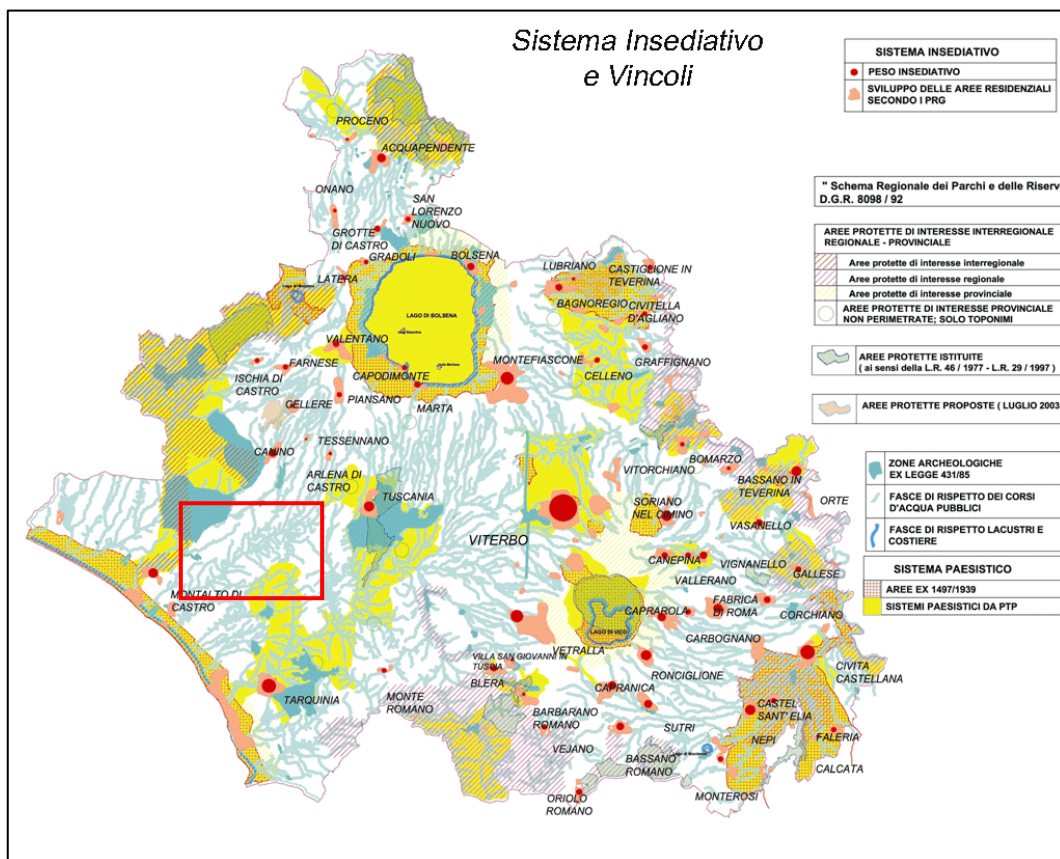 Sistema Insediativo
e Vincoli
SISTEMA INSEDIATIVO
PESO INSEDIATIVO
SVILUPPO DELLE AREE RESIDENZIALI
SECONDO I PRG
" Schema Regionale dei Parchi e delle Riserv
D.G.R. 8098 / 92
AREE PROTETTE DI INTERESSE INTERREGIONALE
REGIONALE - PROVINCIALE
Aree protette di interesse interregionale
Aree protette di interesse regionale
Aree protette di interesse provinciale
AREE PROTETTE DI INTERESSE PROVINCIALE
NON PERIMETRATE; SOLO TOPONIMI
AREE PROTETTE ISTITUITE
( ai sensi della L.R. 46 / 1977 - L.R. 29 / 1997 )
AREE PROTETTE PROPOSTE ( LUGLIO 2003
ZONE ARCHEOLOGICHE
EX LEGGE 431/85
FASCE DI RISPETTO DEI CORSI
D'ACQUA PUBBLICI
FASCE DI RISPETTO LACUSTRI E
COSTIERE
SISTEMA PAESISTICO
AREE EX 1497/1939
SISTEMI PAESISTICI DA PTP
PROCENO
ACQUAPENDENTE
ONANO
SAN
LORENZO
NUOVO
GROTTE
DI CASTRO
GRADOLI
BOLSENA
LATERA
LAGO DI BOLSENA
LUBRIANO
CASTIGLIONE IN
TEVERINA
BAGNOREGIO
CIVITELLA
D'AGLIANO
VALENTANO
FARNESE
MONTEFIASCONE
GRAFFIGNANO
CELLENO
ISCHIA DI
CASTRO
CAPODIMONTE
CELLERE
PIANSANO
MARTA
TESSENNANO
CANINO
ARLENA DI
CASTRO
TUSCANIA
VITORCHIANO
BOMARZO
BASSANO IN
TEVERINA
ORTE
SORIANO
NEL CIMINO
VASANELLO
VITERBO
CANEPINA
VIGNANELLO
GALLESE
VALLERANO
MONTALTO DI
CASTRO
CAPRAROLA
FABRICA
DI ROMA
CORCHIANO
LAGO DI VICO
CARBOGNANO
VETRALLA
VILLA SAN GIOVANNI IN
TUSCIA
RONCIGLIONE
CIVITA
CASTELLANA
BLERA
CAPRANICA
TARQUINIA
MONTE
ROMANO
BARBARANO
ROMANO
CASTEL
SANT' ELIA
SUTRI
NEPI
FALERIA
VEJANO
BASSANO
ROMANO
CALCATA
MONTEROSI
ORIOLO
ROMANO